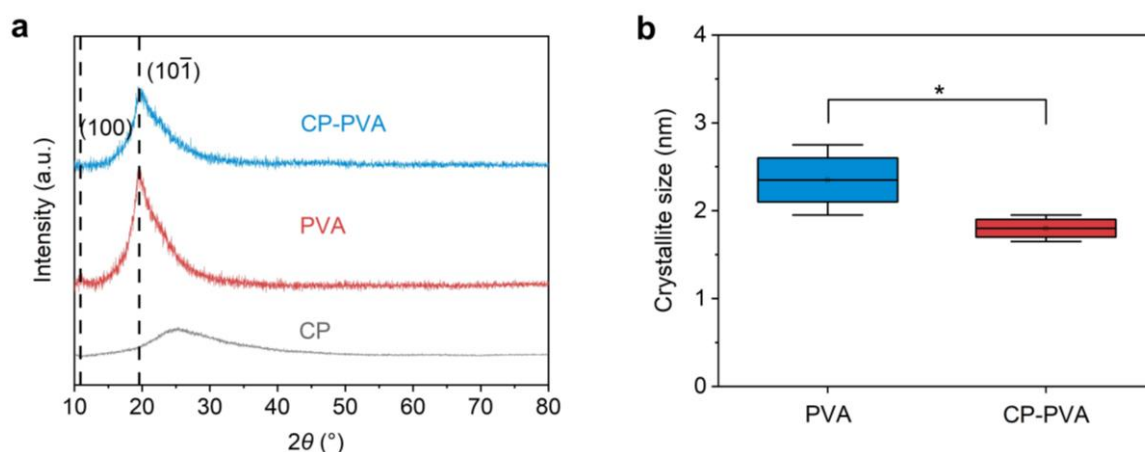 a
(101̄)
(100)
CP-PVA
PVA
CP
Intensity (a.u.)
10 20 30 40 50 60 70 80
2θ (°)
b
4
*
3
2
1
0
Crystallite size (nm)
PVA CP-PVA